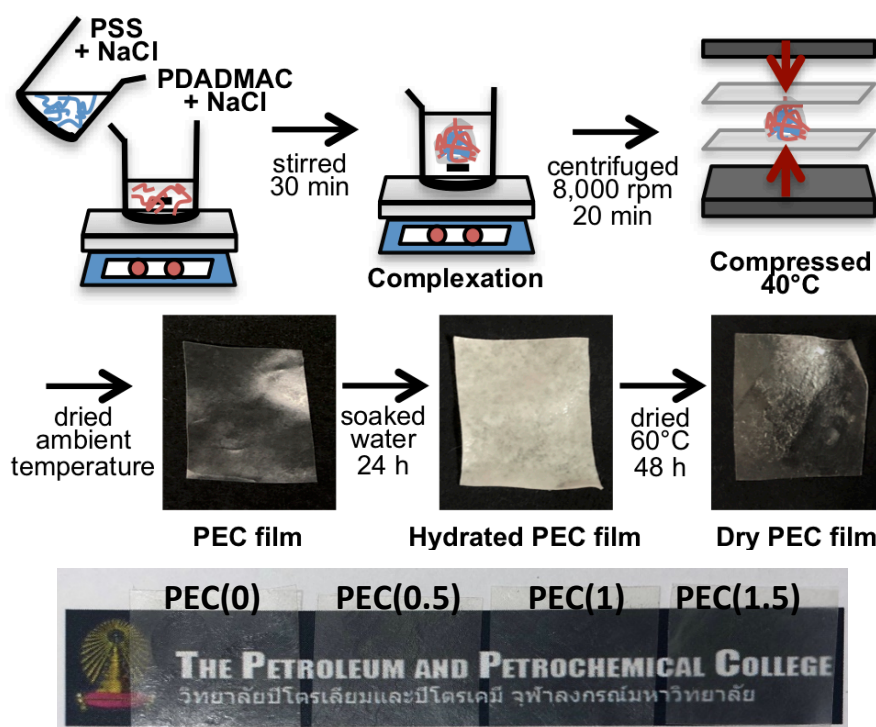 PSS
+ NaCl
PDADMAC
+ NaCl
stirred
30 min
Complexation
centrifuged
8,000 rpm
20 min
Compressed
40°C
dried
ambient
temperature
PEC film
soaked
water
24 h
Hydrated PEC film
dried
60°C
48 h
Dry PEC film
PEC(0) PEC(0.5) PEC(1) PEC(1.5)
THE PETROLEUM AND PETROCHEMICAL COLLEGE
วิทยาลัยปิโตรเลียมและปิโตรเคมี จุฬาลงกรณ์มหาวิทยาลัย